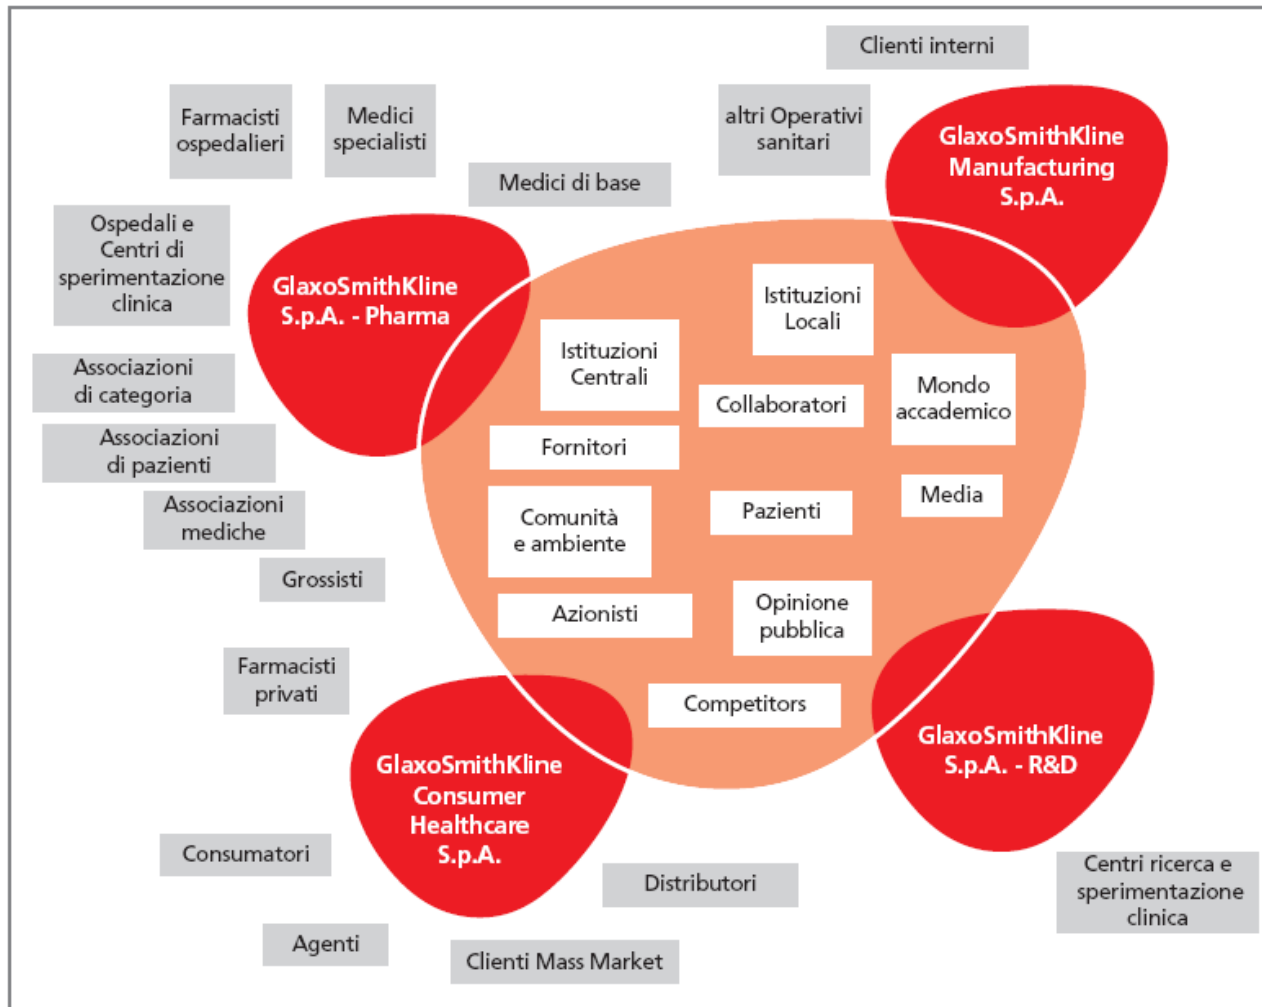 Clienti interni
Farmacisti
ospedalieri
Medici
specialisti
altri Operativi
sanitari
GlaxoSmithKline
Manufacturing
S.p.A.
Medici di base
Ospedali e
Centri di
sperimentazione
clinica
GlaxoSmithKline
S.p.A. - Pharma
Istituzioni
Locali
Istituzioni
Centrali
Mondo
accademico
Associazioni
di categoria
Collaboratori
Associazioni
di pazienti
Fornitori
Media
Associazioni
mediche
Comunità
e ambiente
Pazienti
Grossisti
Azionisti
Opinione
pubblica
Farmacisti
privati
Competitors
GlaxoSmithKline
S.p.A. - R&D
GlaxoSmithKline
Consumer
Healthcare
S.p.A.
Consumatori
Distributori
Centri ricerca e
sperimentazione
clinica
Agenti
Clienti Mass Market